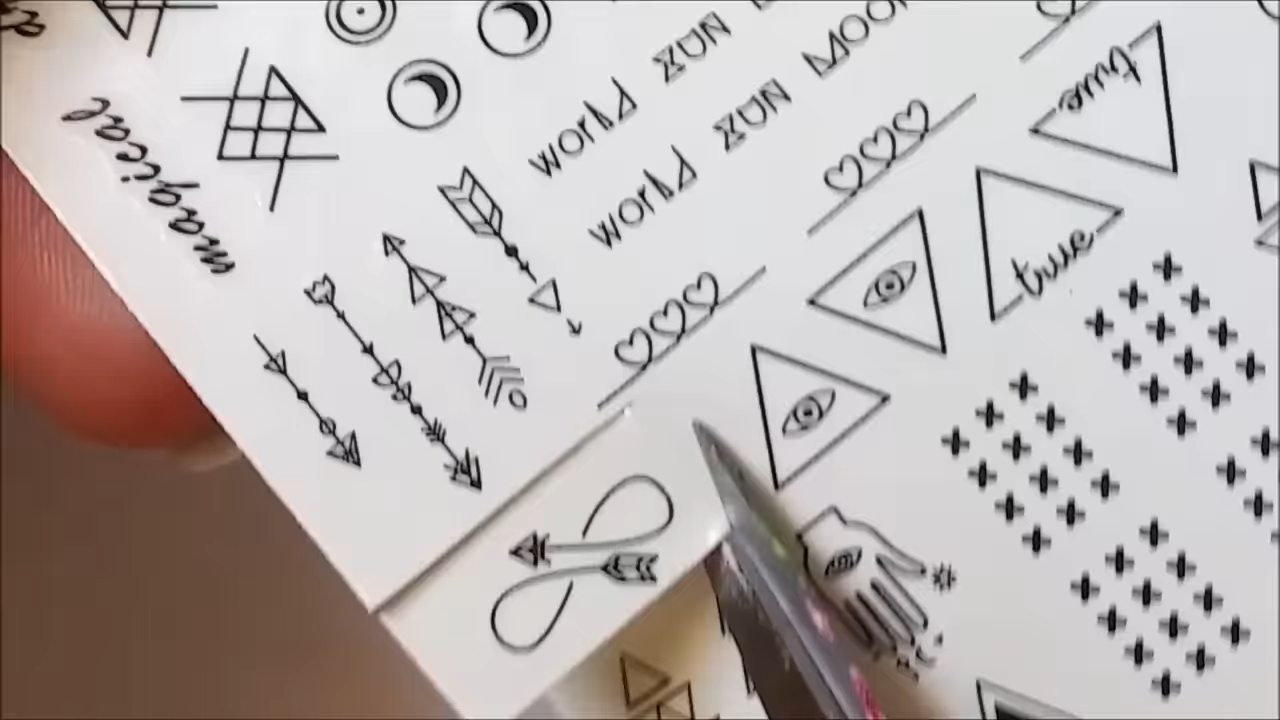 magical
world sun
world sun moon
true
true